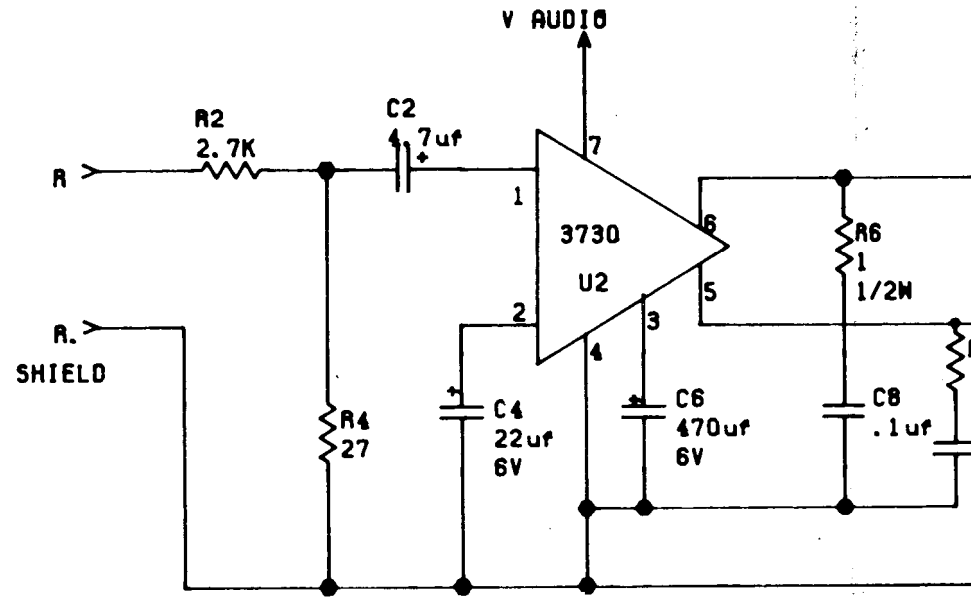 V AUDIO
R2
2.7K
C2
4.7uf
+
7
R
1
3730
U2
6
R6
1
1/2W
5
2
3
4
R.
SHIELD
+
C4
22uf
6V
+
C6
470uf
6V
C8
.1uf
R4
27